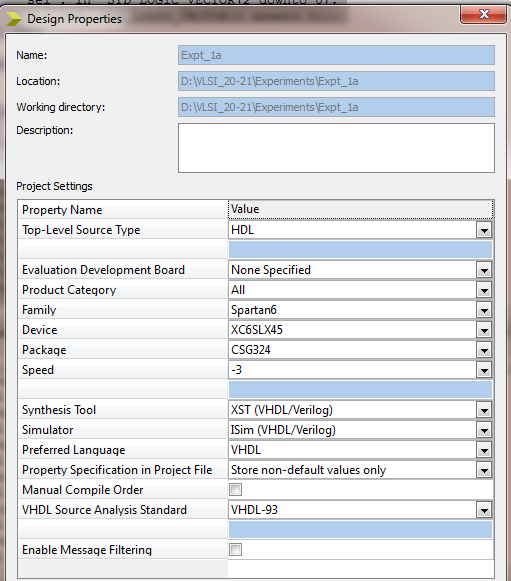 Design Properties
Name: Expt_1a
Location: D:\VLSI_20-21\Experiments\Expt_1a
Working directory: D:\VLSI_20-21\Experiments\Expt_1a
Description:
Project Settings
Property Name Value
Top-Level Source Type HDL
Evaluation Development Board None Specified
Product Category All
Family Spartan6
Device XC6SLX45
Package CSG324
Speed -3
Synthesis Tool XST (VHDL/Verilog)
Simulator ISim (VHDL/Verilog)
Preferred Language VHDL
Property Specification in Project File Store non-default values only
Manual Compile Order
VHDL Source Analysis Standard VHDL-93
Enable Message Filtering